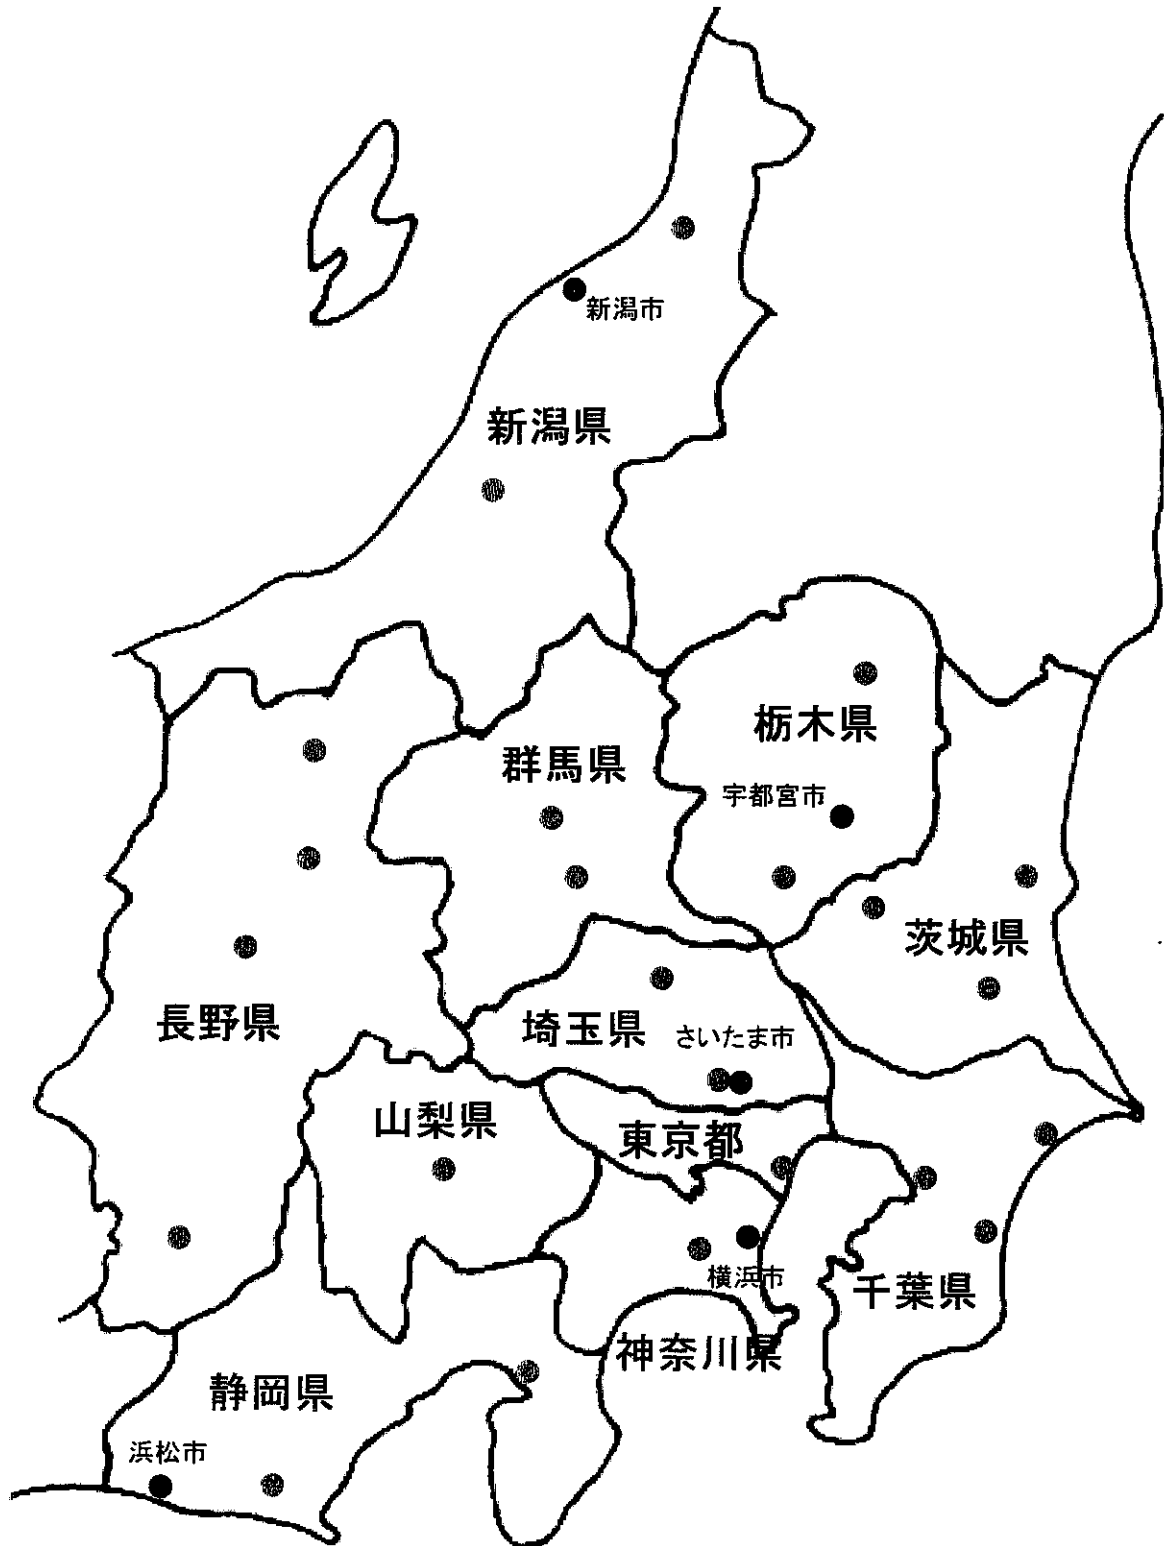 新潟市
新潟県
栃木県
群馬県
宇都宮市
茨城県
長野県
埼玉県
さいたま市
山梨県
東京都
横浜市
千葉県
神奈川県
静岡県
浜松市